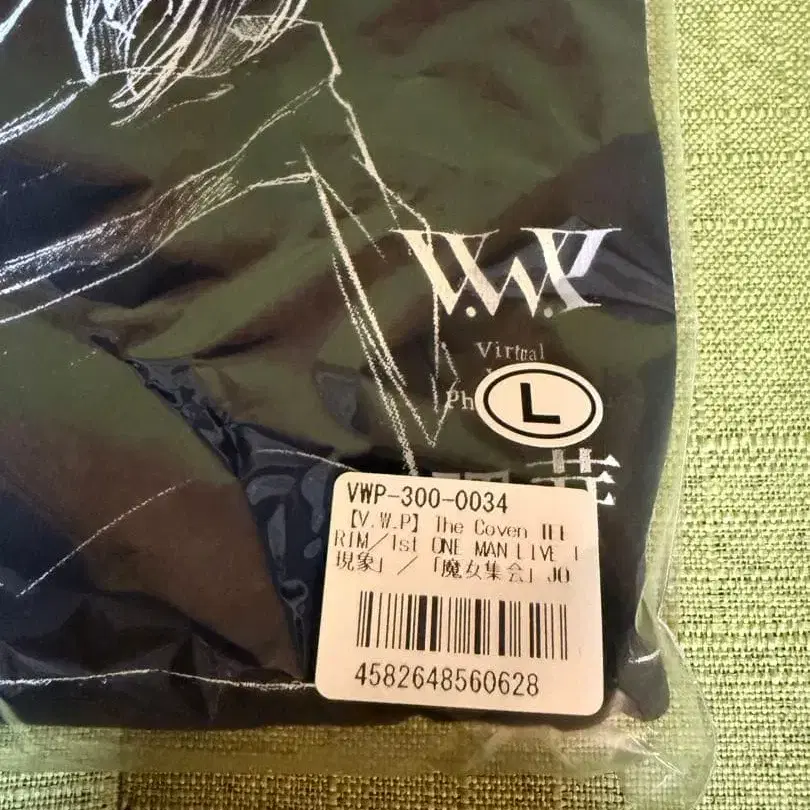 V.W.P
Virtual
Ph
L
VWP-300-0034
【V.W.P】The Coven TEE
RIM／1st ONE MAN LIVE 「
現象」／「魔女集会」JO
4582648560628